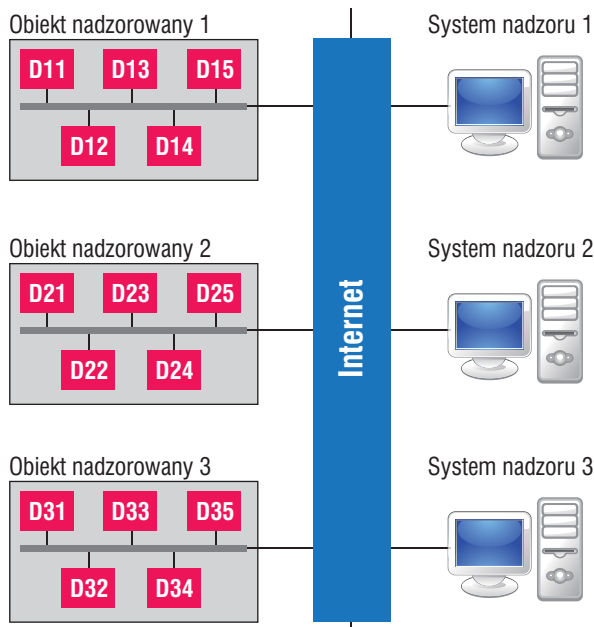 Obiekt nadzorowany 1
System nadzoru 1
D11 D13 D15
D12 D14
Obiekt nadzorowany 2
System nadzoru 2
D21 D23 D25
D22 D24
Internet
Obiekt nadzorowany 3
System nadzoru 3
D31 D33 D35
D32 D34